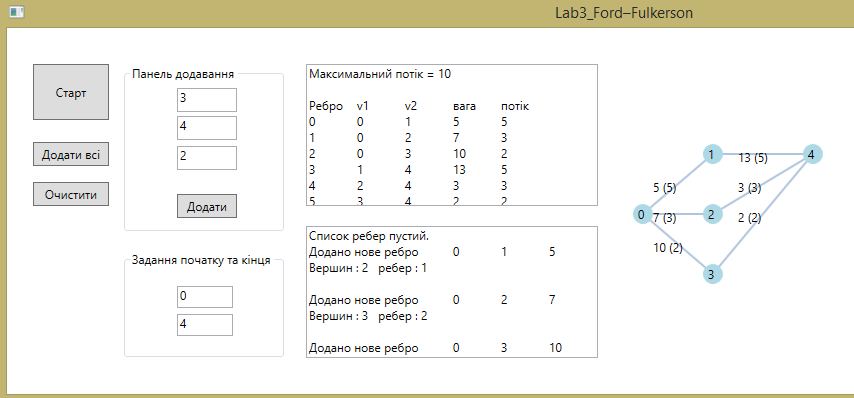 Lab3_Ford–Fulkerson
Старт
Додати всі
Очистити
Панель додавання
3
4
2
Додати
Задання початку та кінця
0
4
Максимальний потік = 10
Ребро v1 v2 вага потік
0 0 1 5 5
1 0 2 7 3
2 0 3 10 2
3 1 4 13 5
4 2 4 3 3
5 3 4 2 2
Список ребер пустий.
Додано нове ребро 0 1 5
Вершин : 2 ребер : 1
Додано нове ребро 0 2 7
Вершин : 3 ребер : 2
Додано нове ребро 0 3 10
1
13 (5)
4
5 (5)
3 (3)
0
7 (3)
2
2 (2)
10 (2)
3